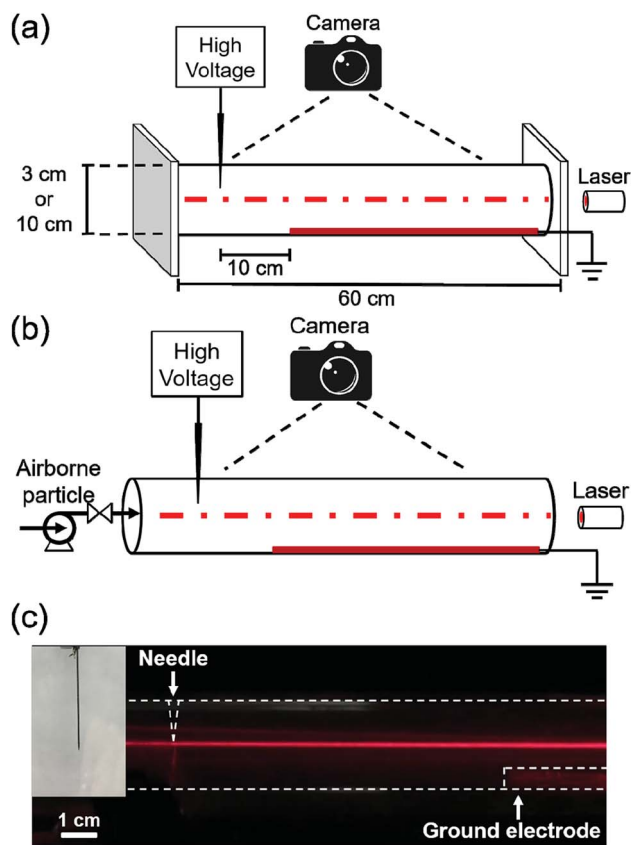 (a)
High
Voltage
Camera
3 cm
or
10 cm
Laser
10 cm
60 cm
(b)
High
Voltage
Camera
Airborne
particle
Laser
(c)
Needle
1 cm
Ground electrode